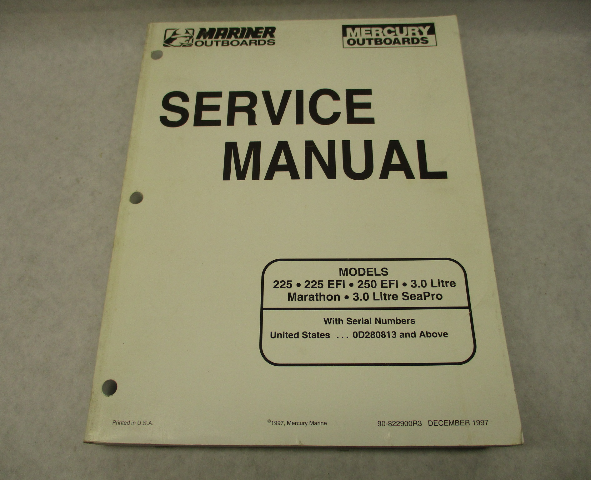 MARINER
OUTBOARDS
MERCURY
OUTBOARDS
SERVICE
MANUAL
MODELS
225 • 225 EFI • 250 EFI • 3.0 Litre
Marathon • 3.0 Litre SeaPro
With Serial Numbers
United States . . . 0D280813 and Above
Printed in U.S.A.
©1997, Mercury Marine
90-822900R3 DECEMBER 1997